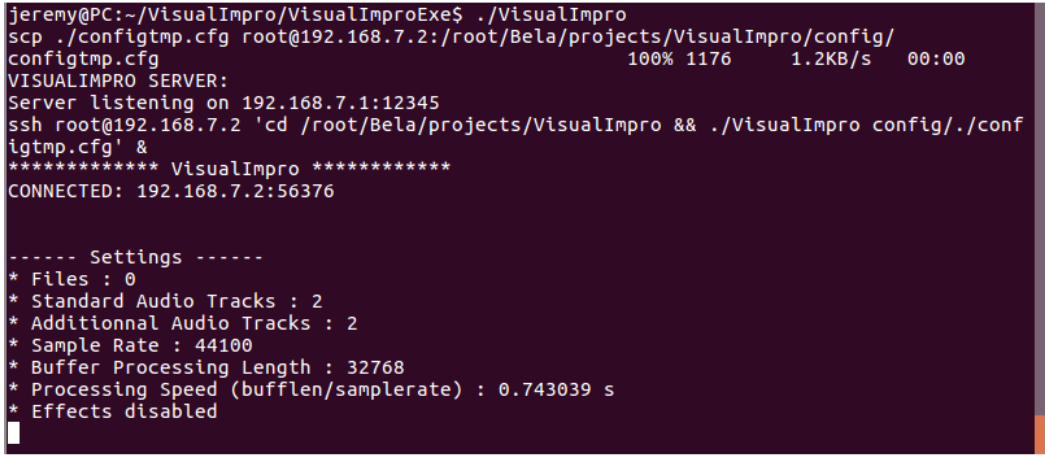 jeremy@PC:~/VisualImpro/VisualImproExe$ ./VisualImpro
scp ./configtmp.cfg root@192.168.7.2:/root/Bela/projects/VisualImpro/config/
configtmp.cfg 100% 1176 1.2KB/s 00:00
VISUALIMPRO SERVER:
Server listening on 192.168.7.1:12345
ssh root@192.168.7.2 'cd /root/Bela/projects/VisualImpro && ./VisualImpro config/./conf
igtmp.cfg' &
************* VisualImpro ************
CONNECTED: 192.168.7.2:56376
------ Settings ------
* Files : 0
* Standard Audio Tracks : 2
* Additionnal Audio Tracks : 2
* Sample Rate : 44100
* Buffer Processing Length : 32768
* Processing Speed (bufflen/samplerate) : 0.743039 s
* Effects disabled